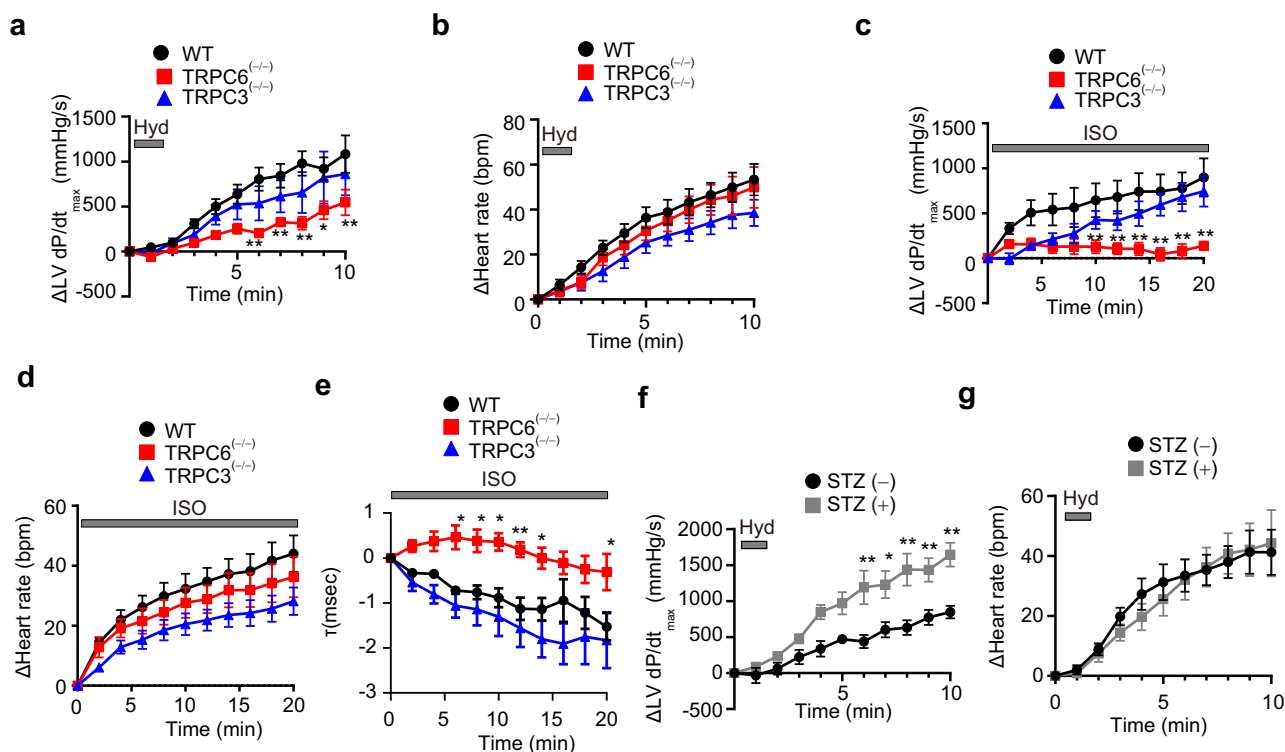 a
WT
TRPC6(−/−)
TRPC3(−/−)
Hyd
ΔLV dP/dt max (mmHg/s)
1000
500
0
-500
** ** ** * **
5 10
Time (min)
b
WT
TRPC6(−/−)
TRPC3(−/−)
Hyd
ΔHeart rate (bpm)
80
60
40
20
0
0 5 10
Time (min)
c
WT
TRPC6(−/−)
TRPC3(−/−)
ISO
ΔLV dP/dt max (mmHg/s)
1500
1000
500
0
-500
** ** ** ** ** **
5 10 15 20
Time (min)
d
WT
TRPC6(−/−)
TRPC3(−/−)
ISO
ΔHeart rate (bpm)
60
40
20
0
0 5 10 15 20
Time (min)
e
WT
TRPC6(−/−)
TRPC3(−/−)
ISO
τ(msec)
1
0
-1
-2
-3
* * * ** * *
0 5 10 15 20
Time (min)
f
STZ (−)
STZ (+)
Hyd
ΔLV dP/dt max (mmHg/s)
2000
1500
1000
500
0
-500
** * ** ** **
5 10
Time (min)
g
STZ (−)
STZ (+)
Hyd
ΔHeart rate (bpm)
60
40
20
0
0 5 10
Time (min)